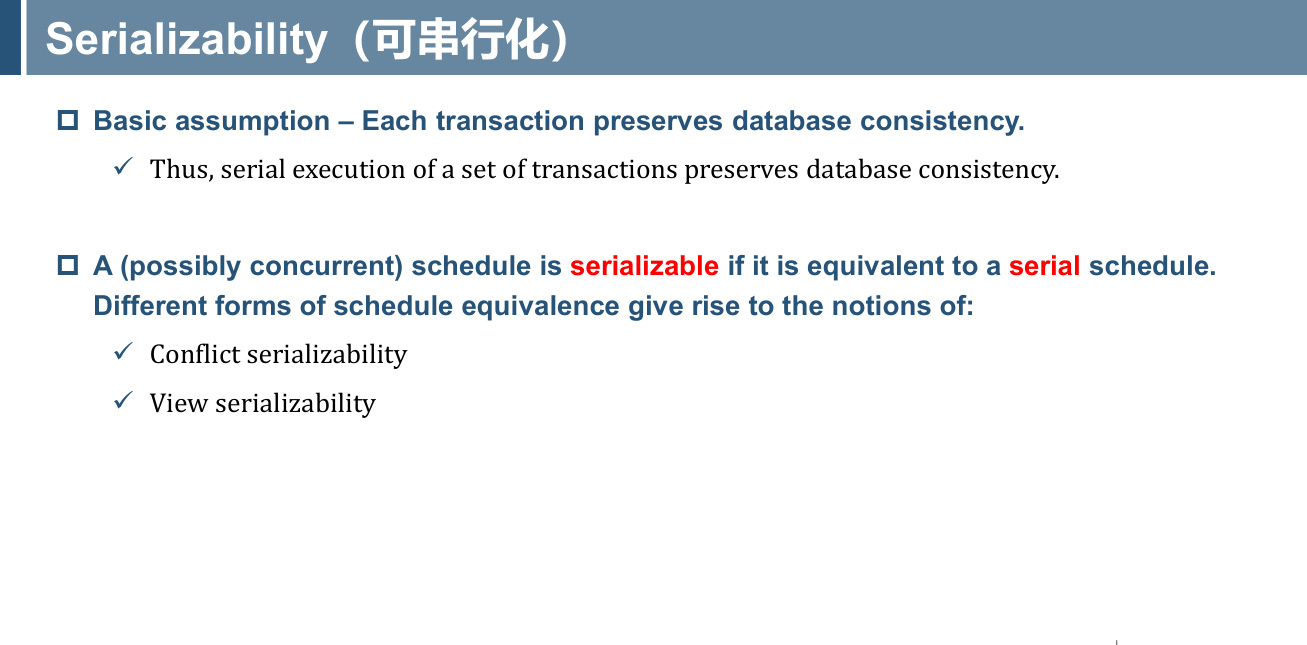 Serializability（可串行化）
Basic assumption – Each transaction preserves database consistency.
Thus, serial execution of a set of transactions preserves database consistency.
A (possibly concurrent) schedule is serializable if it is equivalent to a serial schedule.
Different forms of schedule equivalence give rise to the notions of:
Conflict serializability
View serializability